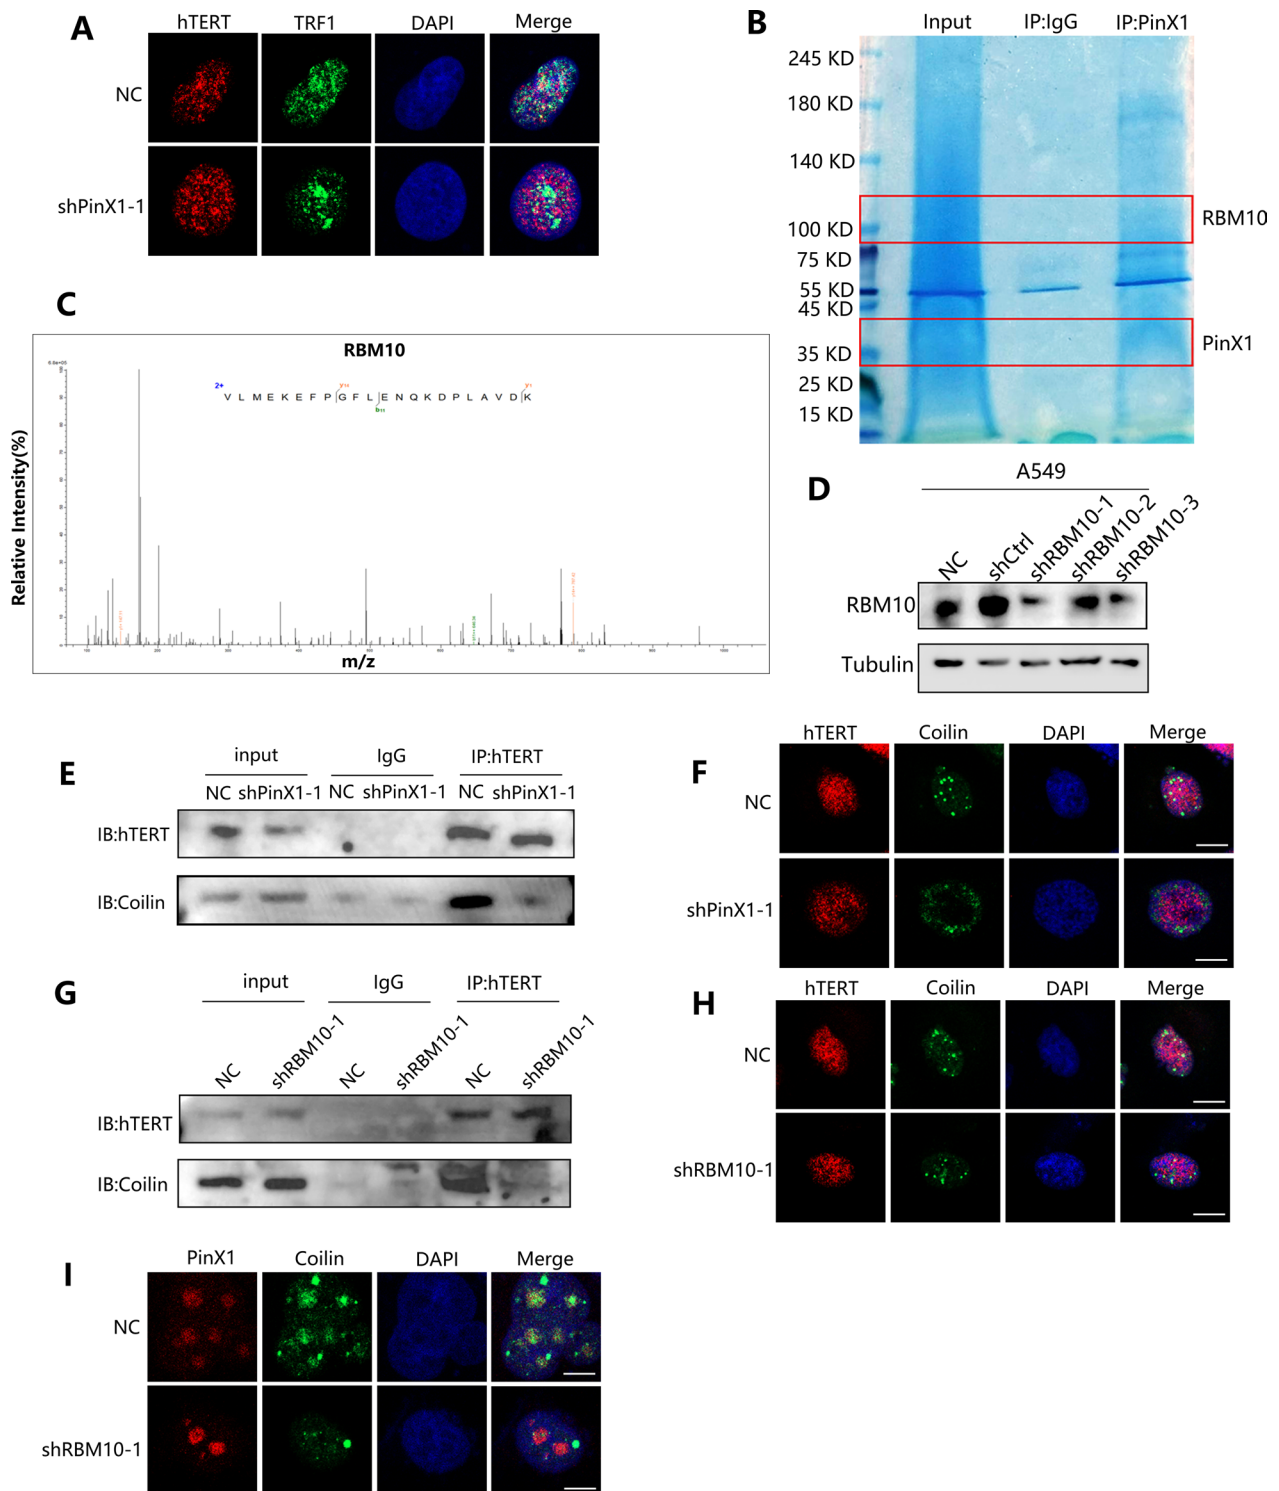 A
hTERT TRF1 DAPI Merge
NC
shPinX1-1
B
Input IP:IgG IP:PinX1
245 KD
180 KD
140 KD
100 KD
75 KD
55 KD
45 KD
35 KD
25 KD
15 KD
RBM10
PinX1
C
RBM10
2+
V L M E K E F P G F L E N Q K D P L A V D K
Relative Intensity(%)
m/z
D
A549
NC shCtrl shRBM10-1 shRBM10-2 shRBM10-3
RBM10
Tubulin
E
input IgG IP:hTERT
NC shPinX1-1 NC shPinX1-1 NC shPinX1-1
IB:hTERT
IB:Coilin
F
hTERT Coilin DAPI Merge
NC
shPinX1-1
G
input IgG IP:hTERT
NC shRBM10-1 NC shRBM10-1 NC shRBM10-1
IB:hTERT
IB:Coilin
H
hTERT Coilin DAPI Merge
NC
shRBM10-1
I
PinX1 Coilin DAPI Merge
NC
shRBM10-1